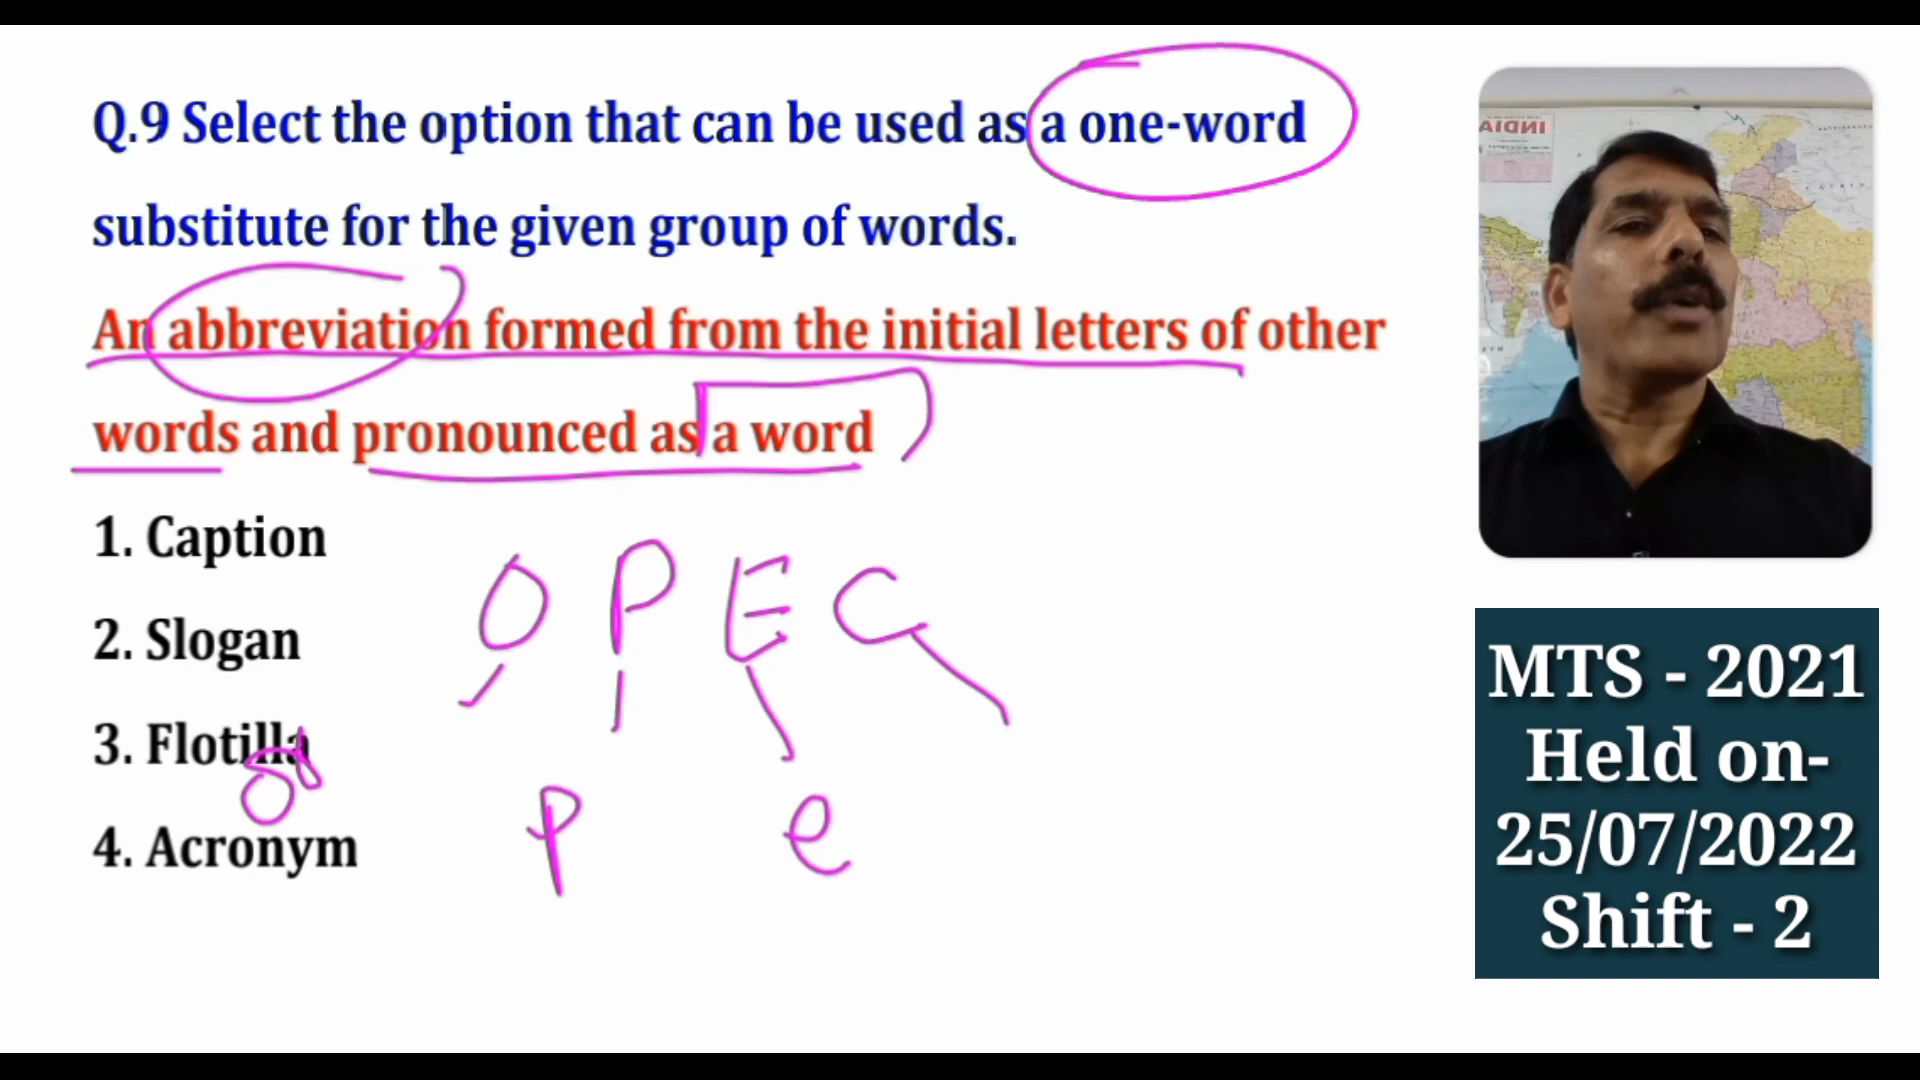 Q.9 Select the option that can be used as a one-word
substitute for the given group of words.
An abbreviation formed from the initial letters of other
words and pronounced as a word
1. Caption
2. Slogan
3. Flotilla
4. Acronym
O P E C
p e
INDIA
MTS - 2021
Held on-
25/07/2022
Shift - 2